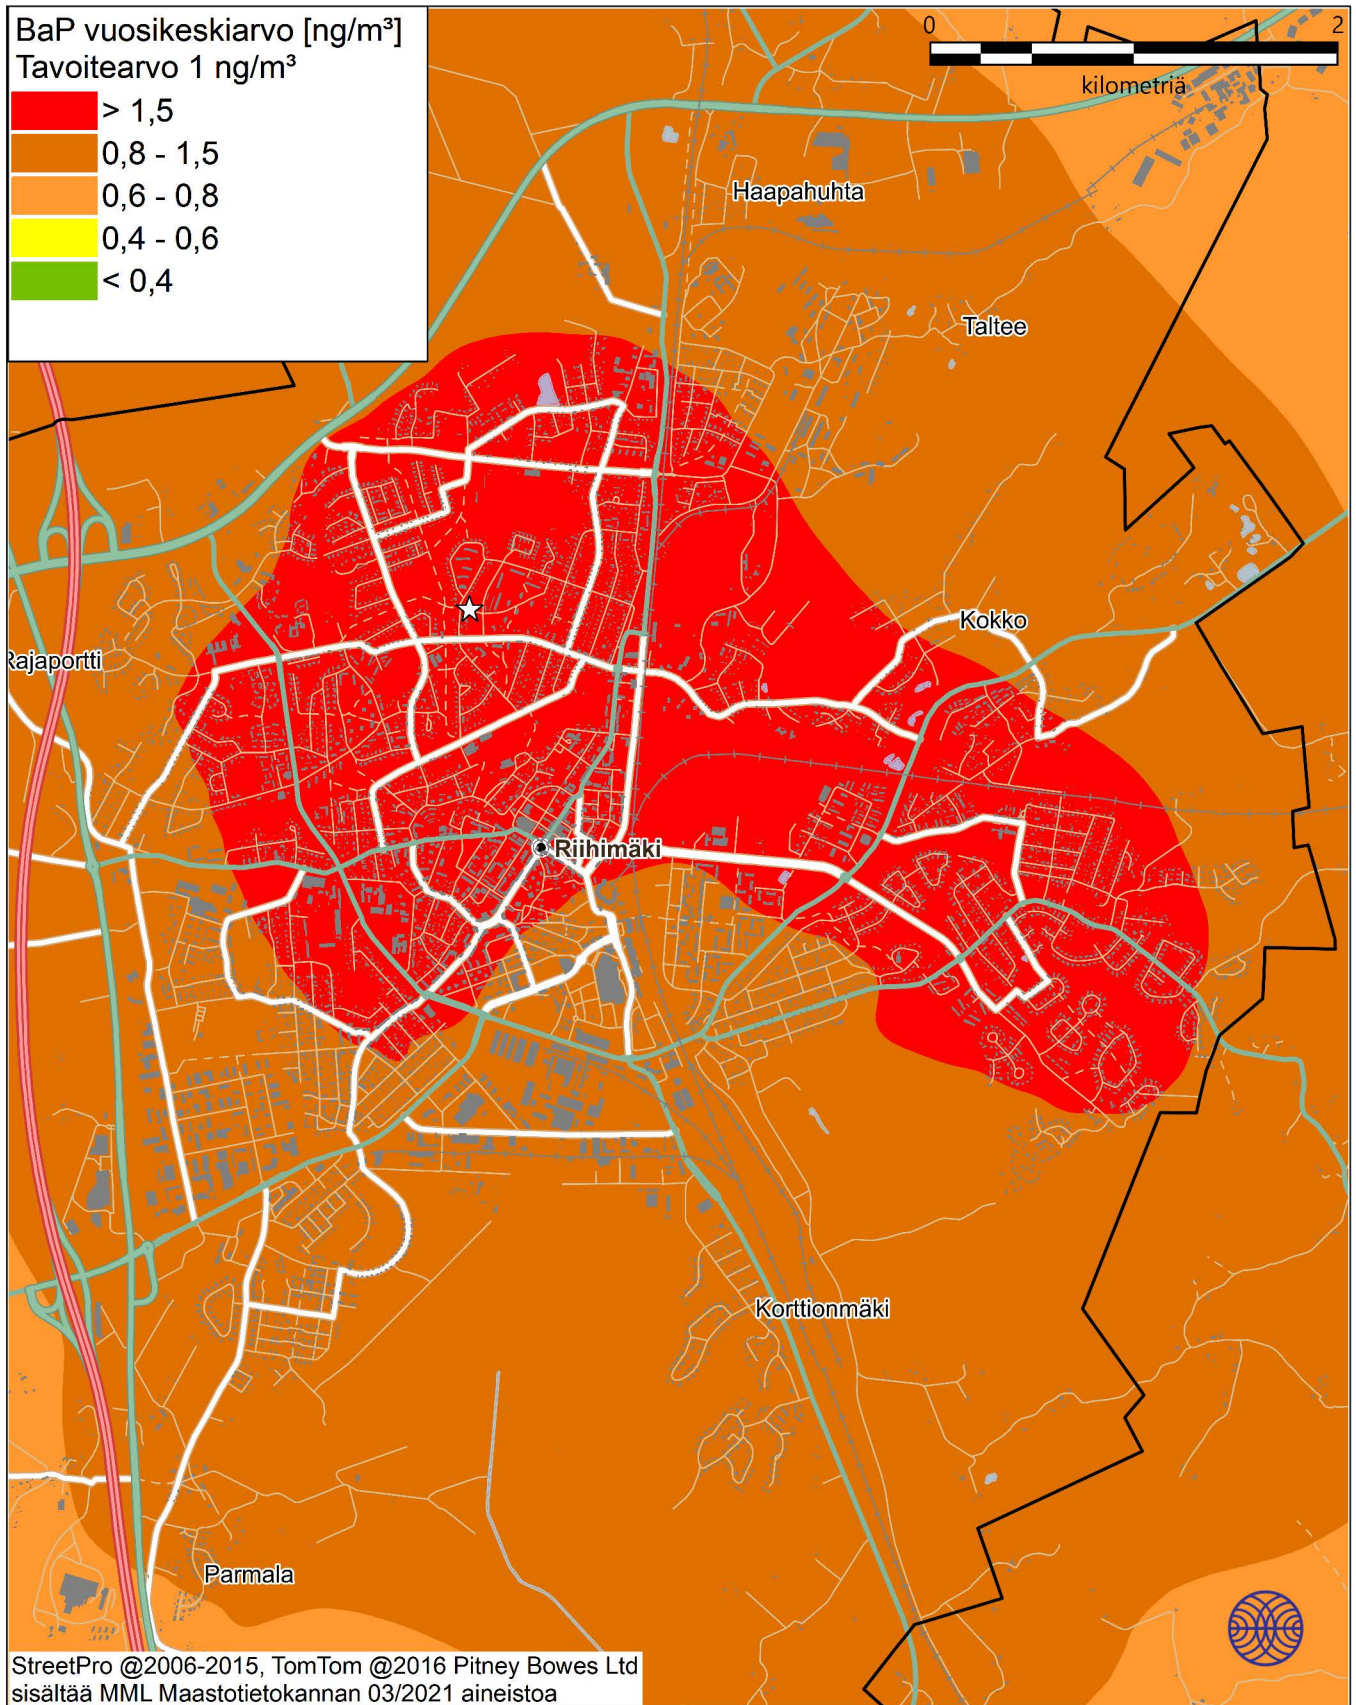 BaP vuosikeskiarvo [ng/m³]
Tavoitearvo 1 ng/m³
> 1,5
0,8 - 1,5
0,6 - 0,8
0,4 - 0,6
< 0,4
0 2
kilometriä
Haapahuhta
Taltee
Kokko
Rajaportti
Riihimäki
Korttionmäki
Parmala
StreetPro @2006-2015, TomTom @2016 Pitney Bowes Ltd
sisältää MML Maastotietokannan 03/2021 aineistoa